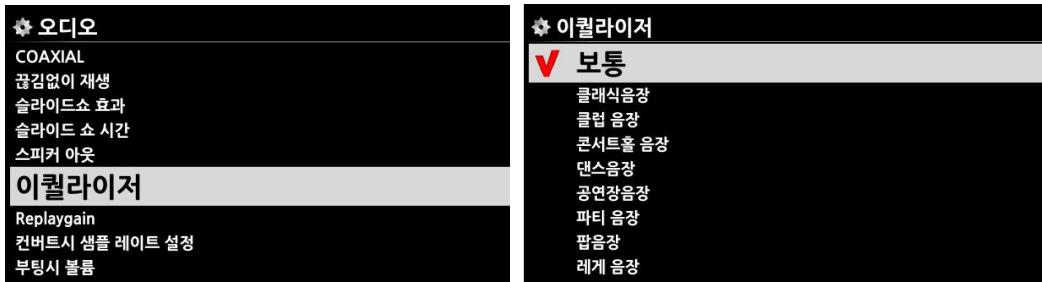 오디오
COAXIAL
끊김없이 재생
슬라이드쇼 효과
슬라이드 쇼 시간
스피커 아웃
이퀄라이저
Replaygain
컨버트시 샘플 레이트 설정
부팅시 볼륨
이퀄라이저
보통
클래식음장
클럽 음장
콘서트홀 음장
댄스음장
공연장음장
파티 음장
팝음장
레게 음장